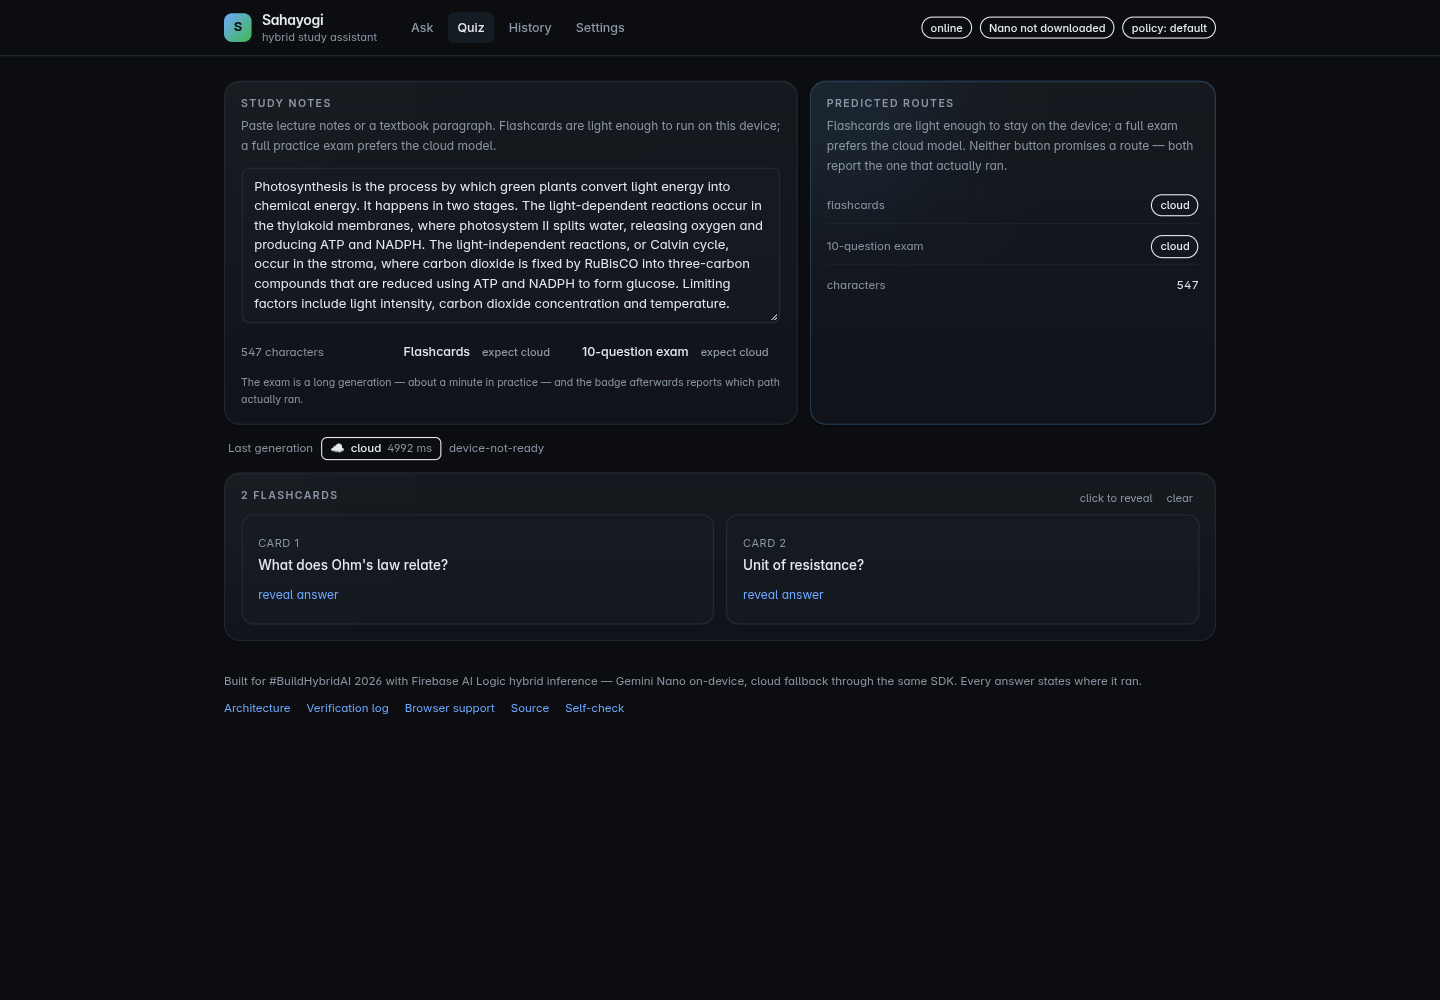 S
Sahayogi
hybrid study assistant
Ask
Quiz
History
Settings
online
Nano not downloaded
policy: default
STUDY NOTES
Paste lecture notes or a textbook paragraph. Flashcards are light enough to run on this device;
a full practice exam prefers the cloud model.
Photosynthesis is the process by which green plants convert light energy into
chemical energy. It happens in two stages. The light-dependent reactions occur in
the thylakoid membranes, where photosystem II splits water, releasing oxygen and
producing ATP and NADPH. The light-independent reactions, or Calvin cycle,
occur in the stroma, where carbon dioxide is fixed by RuBisCO into three-carbon
compounds that are reduced using ATP and NADPH to form glucose. Limiting
factors include light intensity, carbon dioxide concentration and temperature.
547 characters
Flashcards expect cloud
10-question exam expect cloud
The exam is a long generation — about a minute in practice — and the badge afterwards reports which path
actually ran.
PREDICTED ROUTES
Flashcards are light enough to stay on the device; a full exam
prefers the cloud model. Neither button promises a route — both
report the one that actually ran.
flashcards cloud
10-question exam cloud
characters 547
Last generation ☁️ cloud 4992 ms device-not-ready
2 FLASHCARDS
click to reveal
clear
CARD 1
What does Ohm's law relate?
reveal answer
CARD 2
Unit of resistance?
reveal answer
Built for #BuildHybridAI 2026 with Firebase AI Logic hybrid inference — Gemini Nano on-device, cloud fallback through the same SDK. Every answer states where it ran.
Architecture
Verification log
Browser support
Source
Self-check